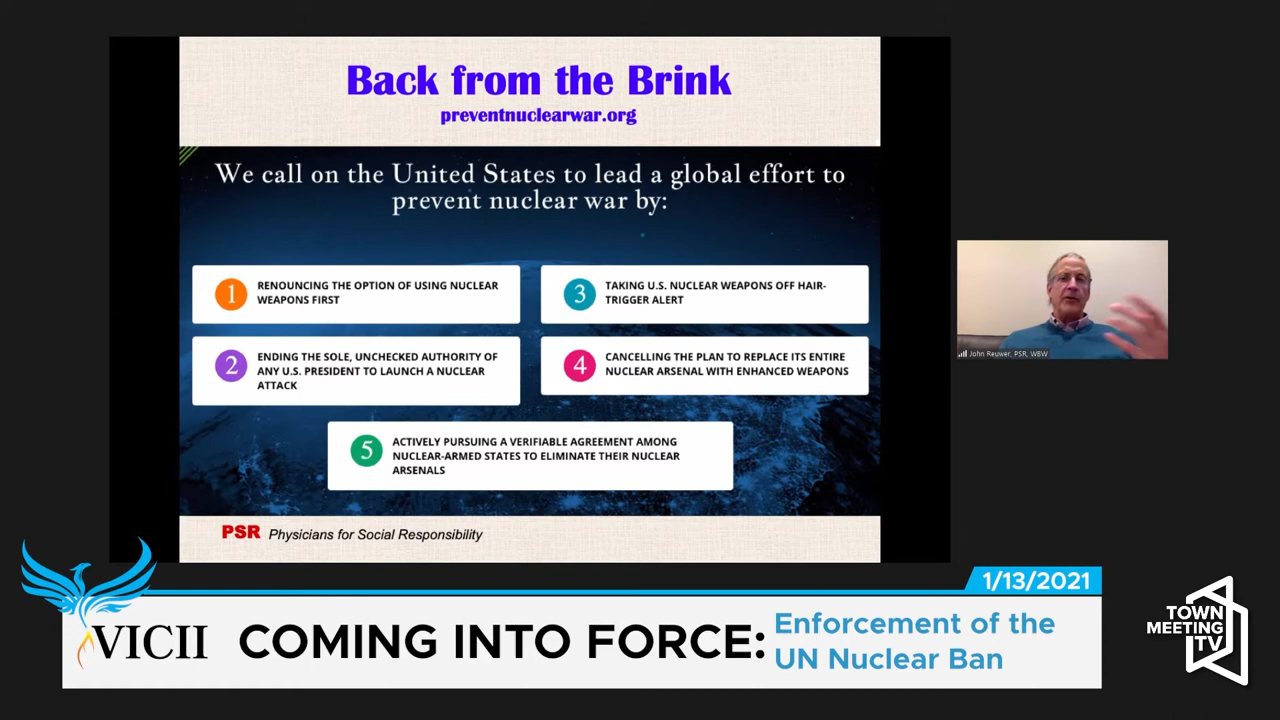 Back from the Brink
preventnuclearwar.org
We call on the United States to lead a global effort to
prevent nuclear war by:
1
RENOUNCING THE OPTION OF USING NUCLEAR
WEAPONS FIRST
2
ENDING THE SOLE, UNCHECKED AUTHORITY OF
ANY U.S. PRESIDENT TO LAUNCH A NUCLEAR
ATTACK
3
TAKING U.S. NUCLEAR WEAPONS OFF HAIR-
TRIGGER ALERT
4
CANCELLING THE PLAN TO REPLACE ITS ENTIRE
NUCLEAR ARSENAL WITH ENHANCED WEAPONS
5
ACTIVELY PURSUING A VERIFIABLE AGREEMENT AMONG
NUCLEAR-ARMED STATES TO ELIMINATE THEIR NUCLEAR
ARSENALS
PSR Physicians for Social Responsibility
John Reuwer, PSR, WBW
1/13/2021
VICII
COMING INTO FORCE:
Enforcement of the
UN Nuclear Ban
TOWN
MEETING
TV